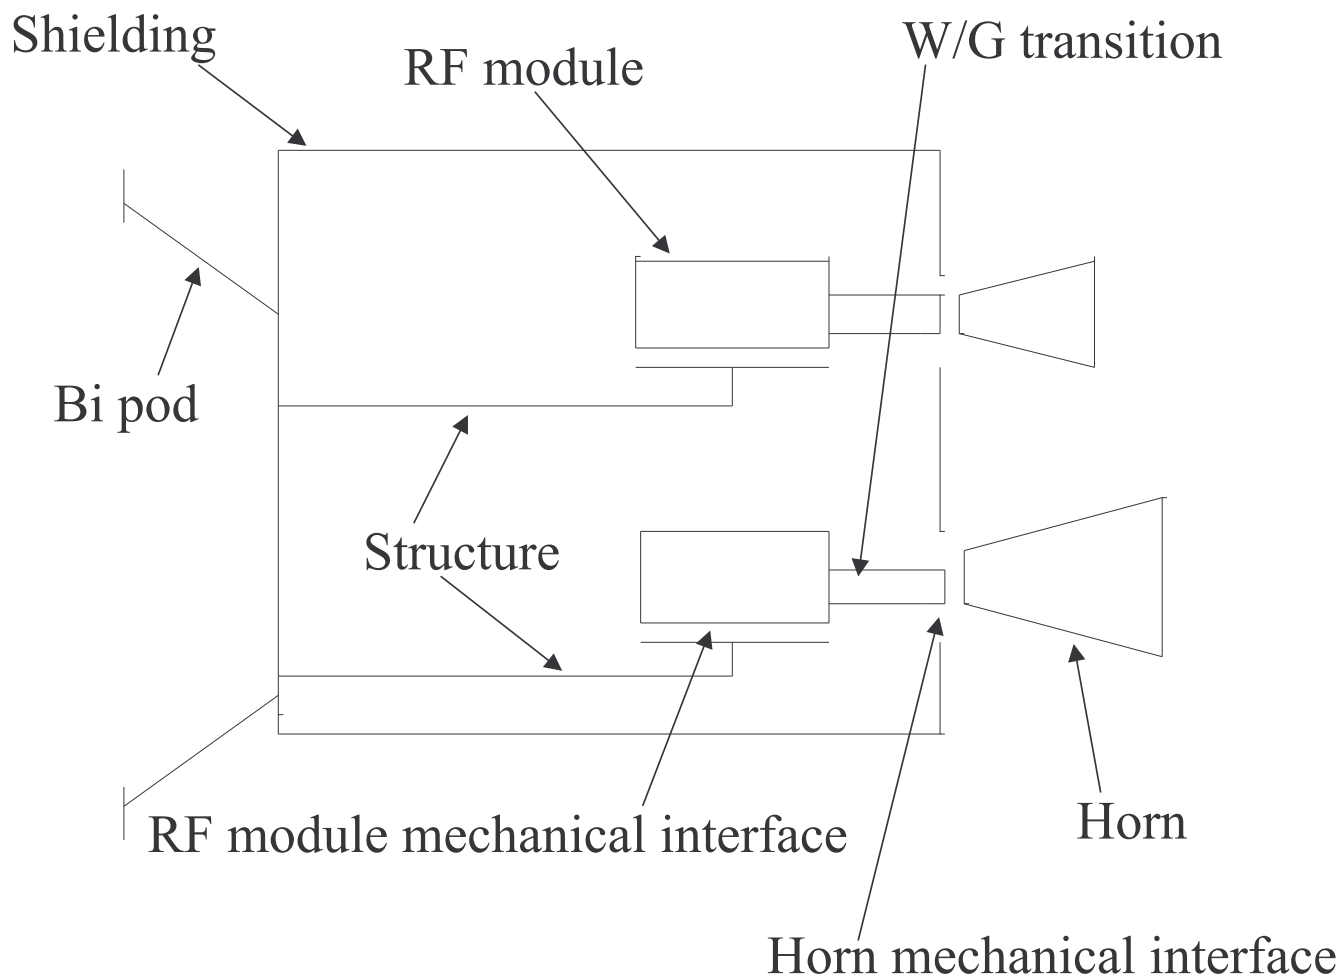 Shielding
RF module
W/G transition
Bi pod
Structure
RF module mechanical interface
Horn
Horn mechanical interface